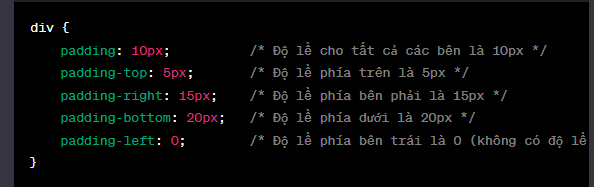 div {
padding: 10px; /* Độ lề cho tất cả các bên là 10px */
padding-top: 5px; /* Độ lề phía trên là 5px */
padding-right: 15px; /* Độ lề phía bên phải là 15px */
padding-bottom: 20px; /* Độ lề phía dưới là 20px */
padding-left: 0; /* Độ lề phía bên trái là 0 (không có độ lề
}